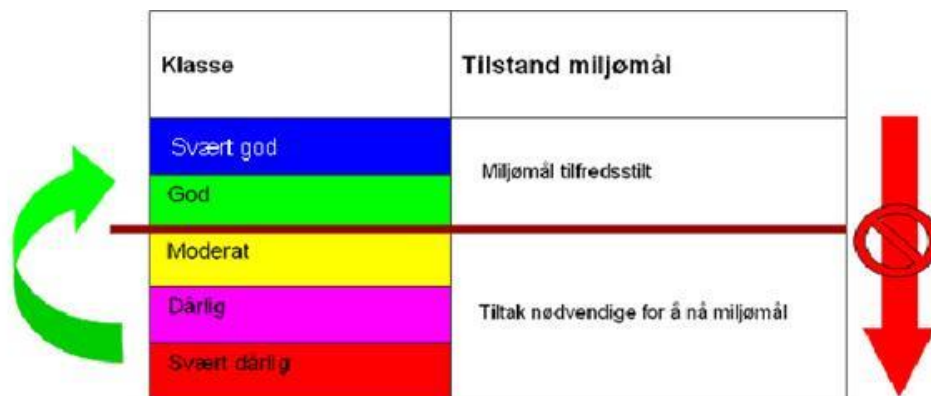 Klasse
Tilstand miljømål
Svært god
Miljømål tilfredsstilt
God
Moderat
Dårlig
Tiltak nødvendige for å nå miljømål
Svært dårlig